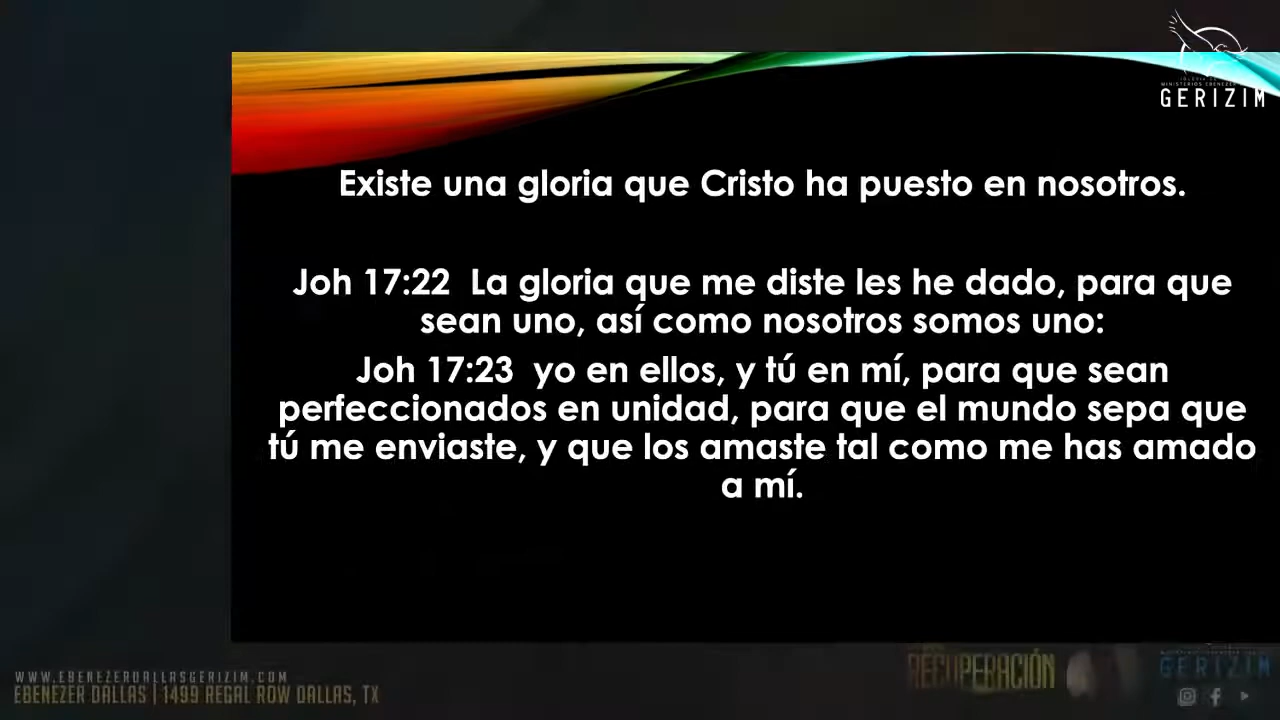 GERIZIM
Existe una gloria que Cristo ha puesto en nosotros.
Joh 17:22  La gloria que me diste les he dado, para que
sean uno, así como nosotros somos uno:
Joh 17:23  yo en ellos, y tú en mí, para que sean
perfeccionados en unidad, para que el mundo sepa que
tú me enviaste, y que los amaste tal como me has amado
a mí.
WWW.EBENEZERDALLASGERIZIM.COM
EBENEZER DALLAS | 1499 REGAL ROW DALLAS, TX
RECUPERACIÓN
GERIZIM